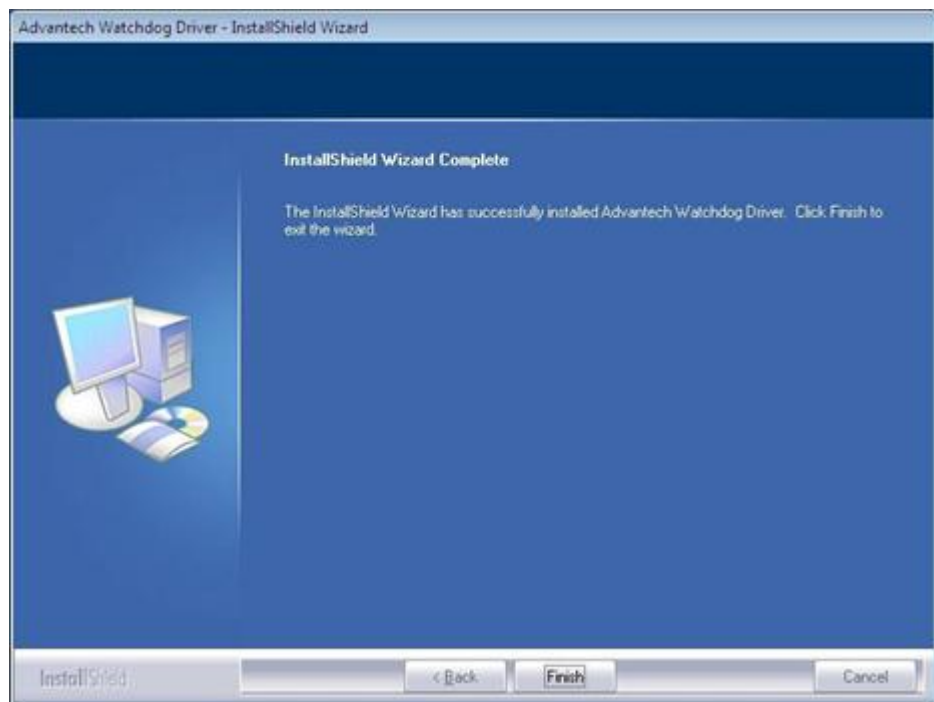 Advantech Watchdog Driver - InstallShield Wizard
InstallShield Wizard Complete
The InstallShield Wizard has successfully installed Advantech Watchdog Driver. Click Finish to
exit the wizard.
InstallShield
< Back
Finish
Cancel